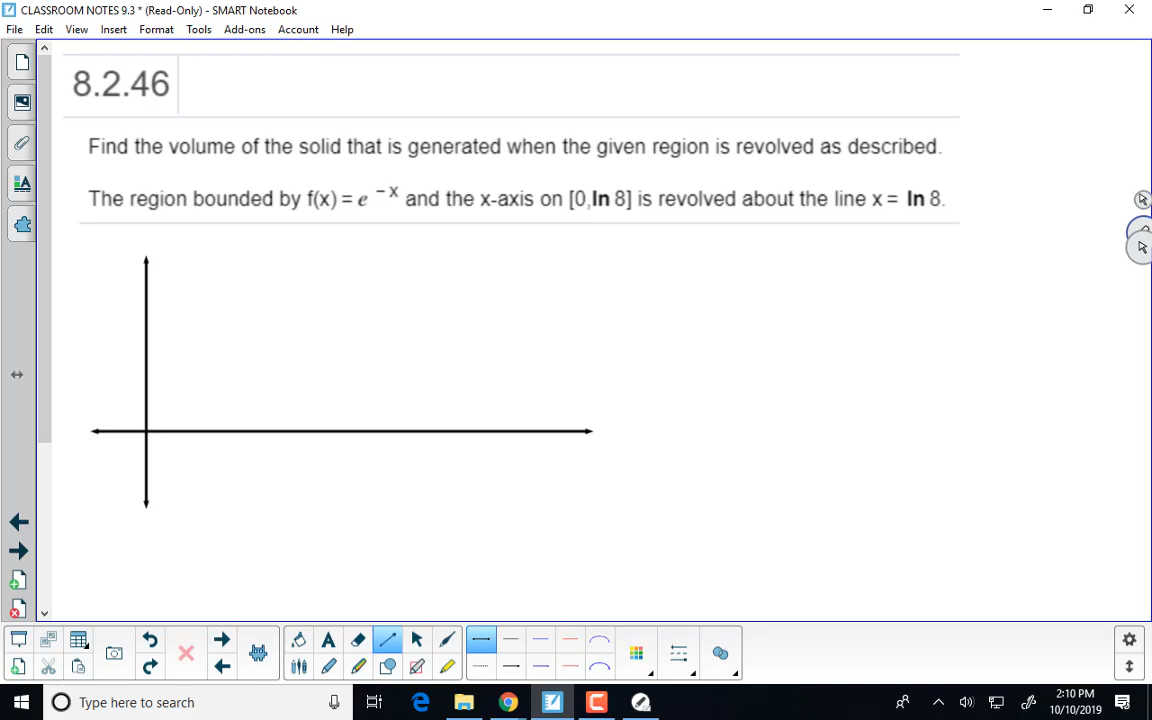 CLASSROOM NOTES 9.3 * (Read-Only) - SMART Notebook
File Edit View Insert Format Tools Add-ons Account Help
8.2.46
Find the volume of the solid that is generated when the given region is revolved as described.
The region bounded by f(x) = e⁻ˣ and the x-axis on [0,ln 8] is revolved about the line x = ln 8.
Type here to search
2:10 PM
10/10/2019